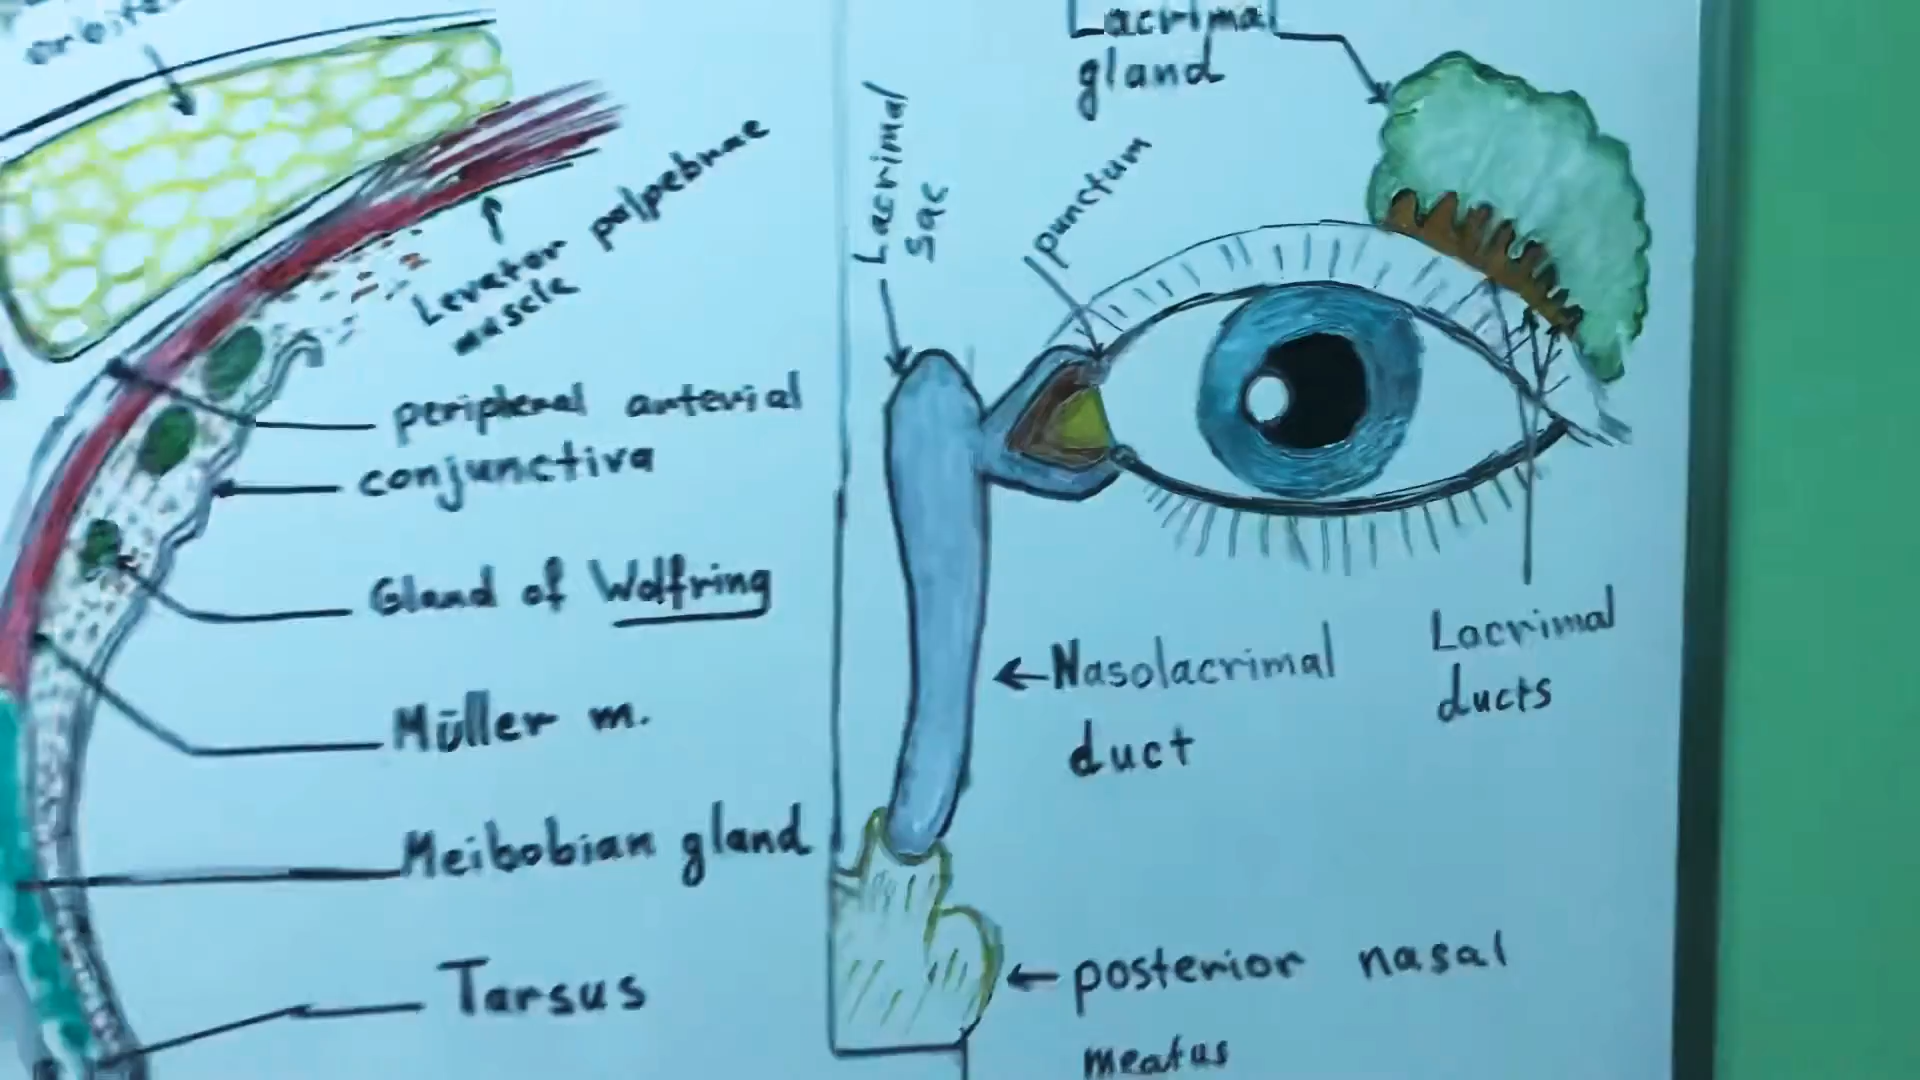 Lacrimal
gland
Lacrimal
sac
punctum
Levator palpebrae
muscle
peripheral arterial
conjunctiva
Gland of Wolfring
Müller m.
Meibobian gland
Tarsus
Nasolacrimal
duct
Lacrimal
ducts
posterior nasal
meatus